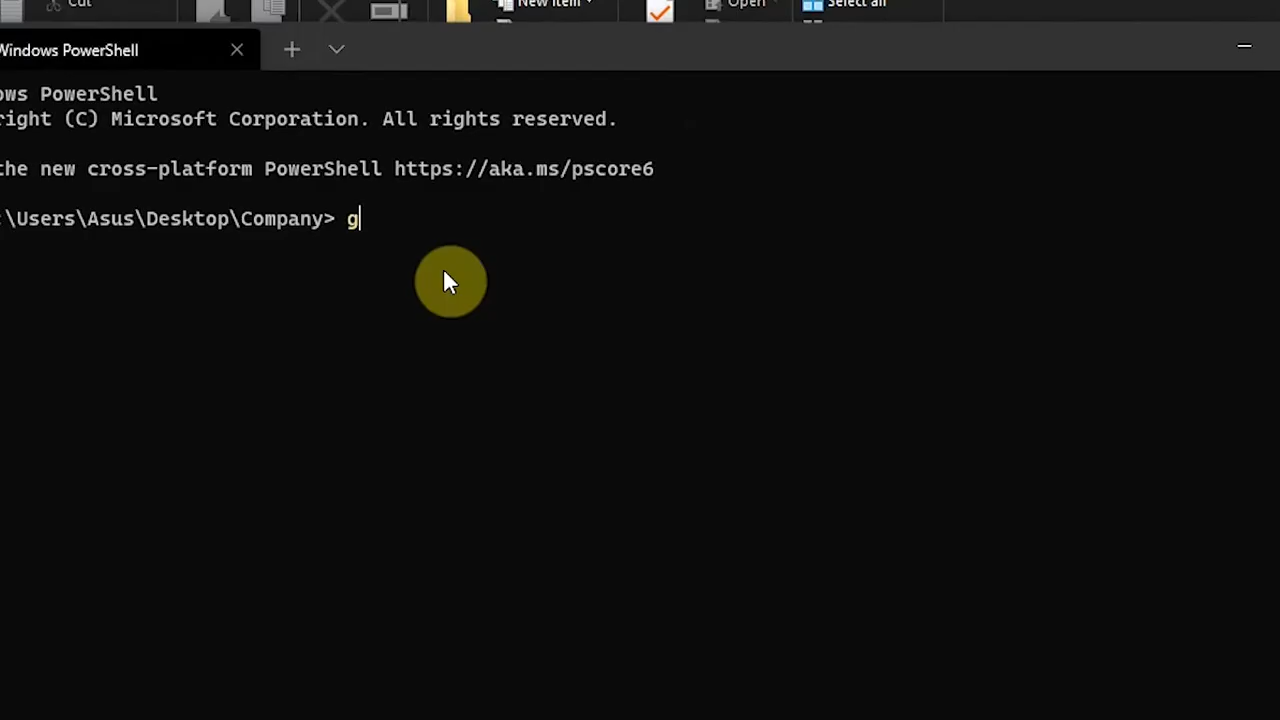 Cut New item Open Select all
Windows PowerShell
ows PowerShell
right (C) Microsoft Corporation. All rights reserved.
the new cross-platform PowerShell https://aka.ms/pscore6
:\Users\Asus\Desktop\Company> g